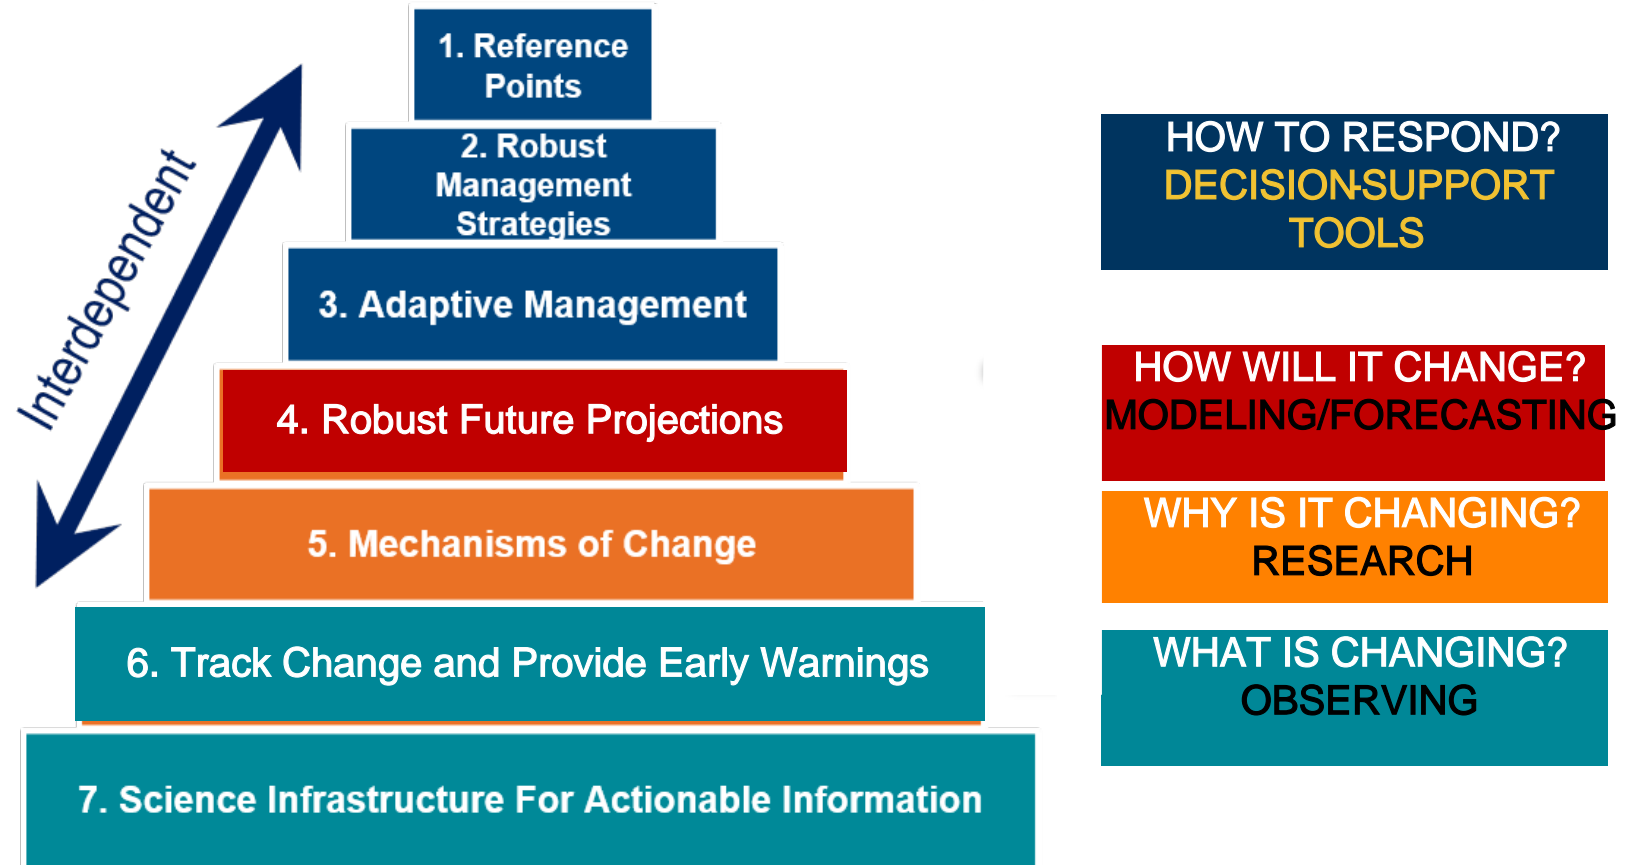 1. Reference
Points
2. Robust
Management
Strategies
3. Adaptive Management
4. Robust Future Projections
5. Mechanisms of Change
6. Track Change and Provide Early Warnings
7. Science Infrastructure For Actionable Information
Interdependent
HOW TO RESPOND?
DECISION-SUPPORT
TOOLS
HOW WILL IT CHANGE?
MODELING/FORECASTING
WHY IS IT CHANGING?
RESEARCH
WHAT IS CHANGING?
OBSERVING